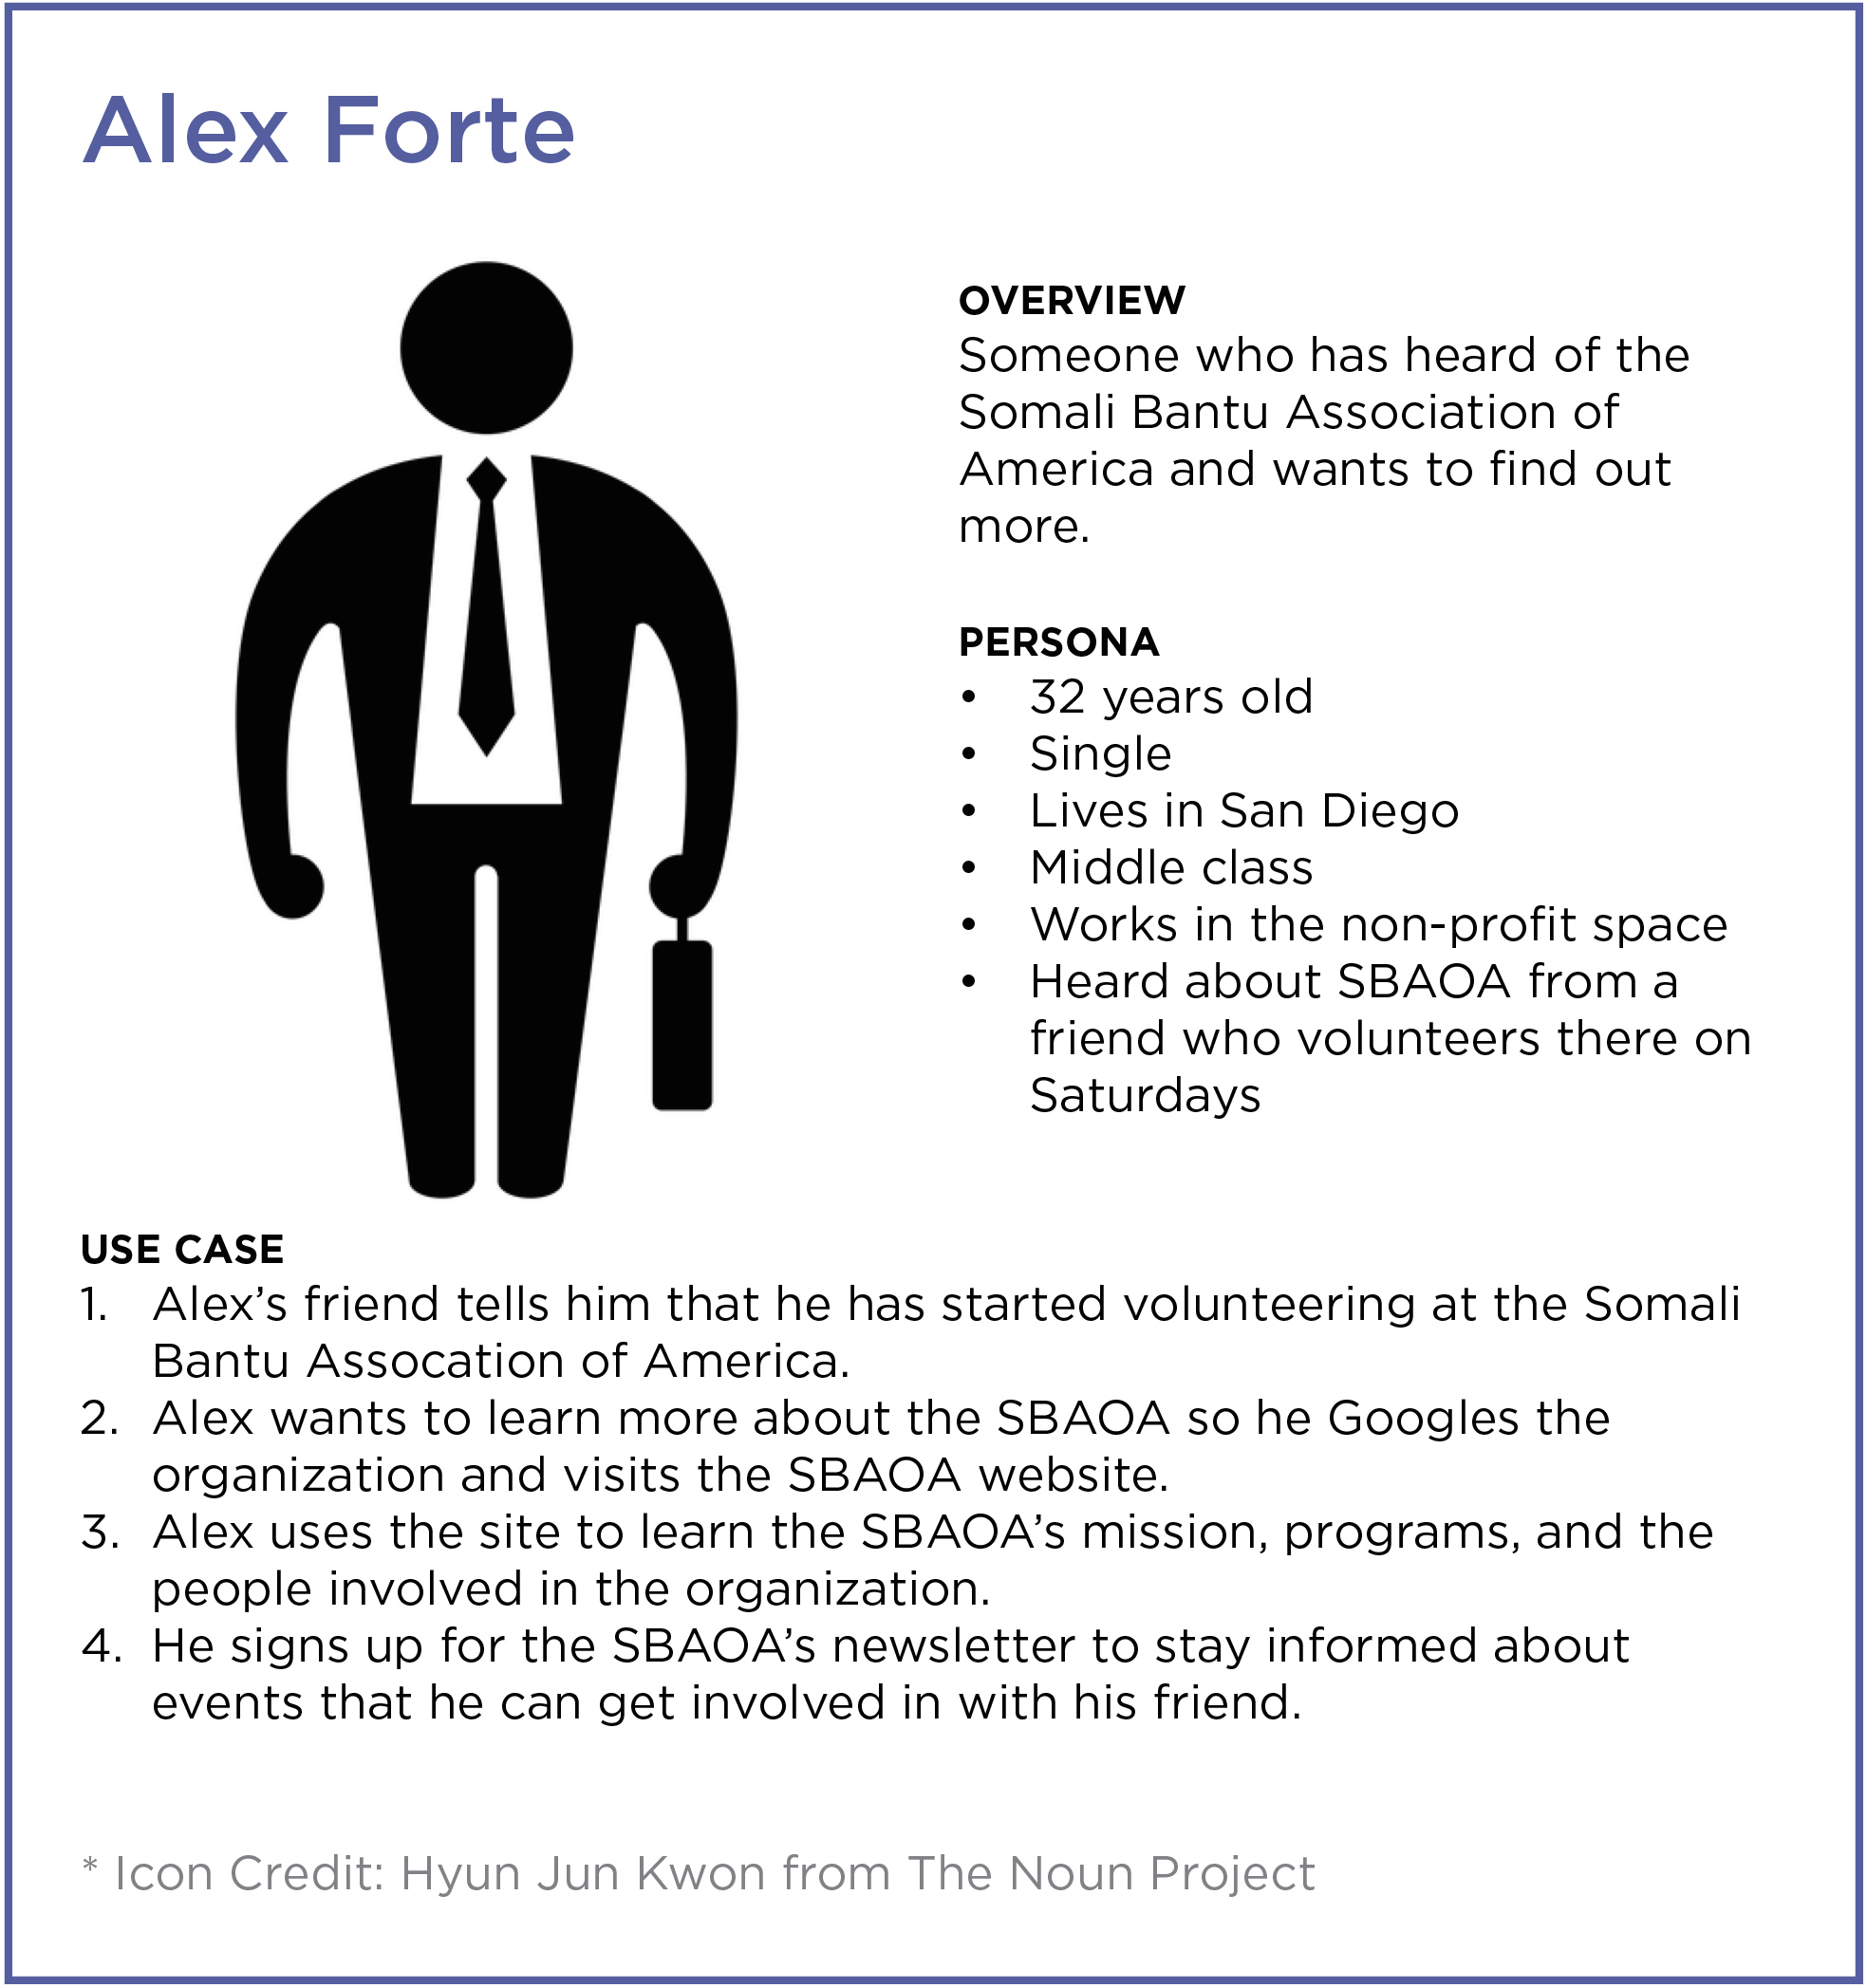 Alex Forte
OVERVIEW
Someone who has heard of the
Somali Bantu Association of
America and wants to find out
more.
PERSONA
• 32 years old
• Single
• Lives in San Diego
• Middle class
• Works in the non-profit space
• Heard about SBAOA from a
friend who volunteers there on
Saturdays
USE CASE
1. Alex’s friend tells him that he has started volunteering at the Somali
Bantu Assocation of America.
2. Alex wants to learn more about the SBAOA so he Googles the
organization and visits the SBAOA website.
3. Alex uses the site to learn the SBAOA’s mission, programs, and the
people involved in the organization.
4. He signs up for the SBAOA’s newsletter to stay informed about
events that he can get involved in with his friend.
* Icon Credit: Hyun Jun Kwon from The Noun Project